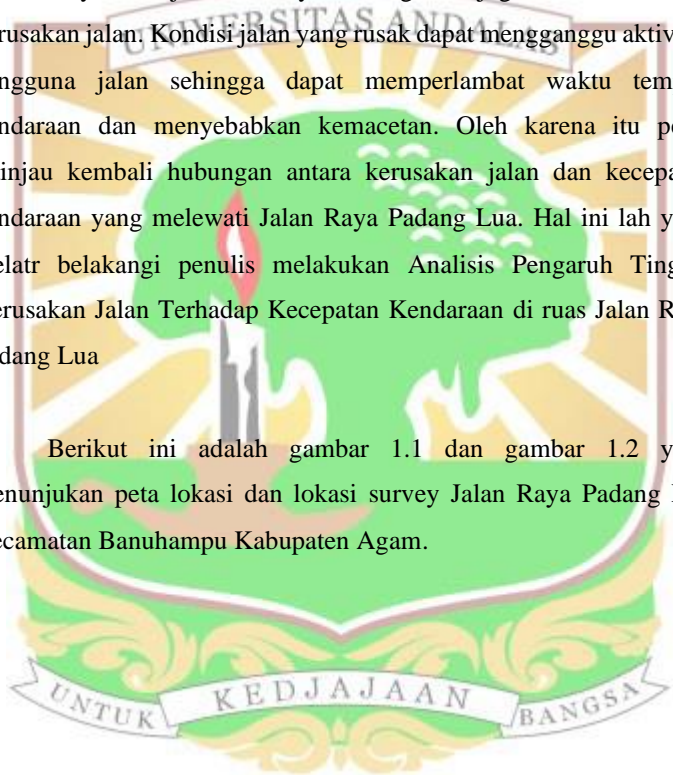 UNIVERSITAS ANDALAS
rusakan jalan. Kondisi jalan yang rusak dapat mengganggu aktiv
ngguna jalan sehingga dapat memperlambat waktu tem
ndaraan dan menyebabkan kemacetan. Oleh karena itu pe
injau kembali hubungan antara kerusakan jalan dan kecepa
ndaraan yang melewati Jalan Raya Padang Lua. Hal ini lah y
elatr belakangi penulis melakukan Analisis Pengaruh Ting
erusakan Jalan Terhadap Kecepatan Kendaraan di ruas Jalan R
dang Lua
Berikut ini adalah gambar 1.1 dan gambar 1.2 y
enunjukan peta lokasi dan lokasi survey Jalan Raya Padang
ecamatan Banuhampu Kabupaten Agam.
UNTUK KEDJAJAAN BANGSA